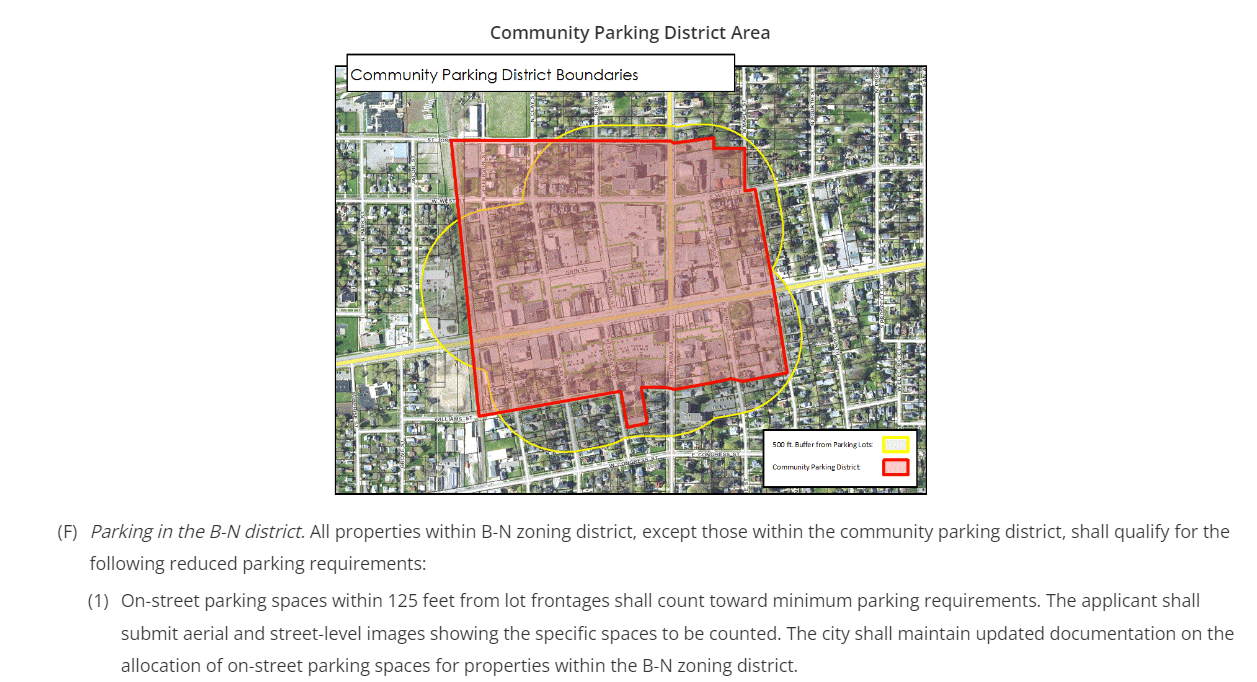 Community Parking District Area
Community Parking District Boundaries
WILLIAMS ST
500 ft. Buffer from Parking Lots:
Community Parking District:
(F) Parking in the B-N district. All properties within B-N zoning district, except those within the community parking district, shall qualify for the
following reduced parking requirements:
(1) On-street parking spaces within 125 feet from lot frontages shall count toward minimum parking requirements. The applicant shall
submit aerial and street-level images showing the specific spaces to be counted. The city shall maintain updated documentation on the
allocation of on-street parking spaces for properties within the B-N zoning district.